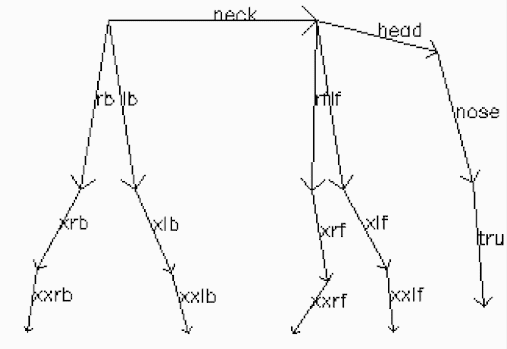 neck
head
rb lb
rf lf
nose
xrb
xlb
xrf
xlf
tru
xxrb
xxlb
xxrf
xxlf